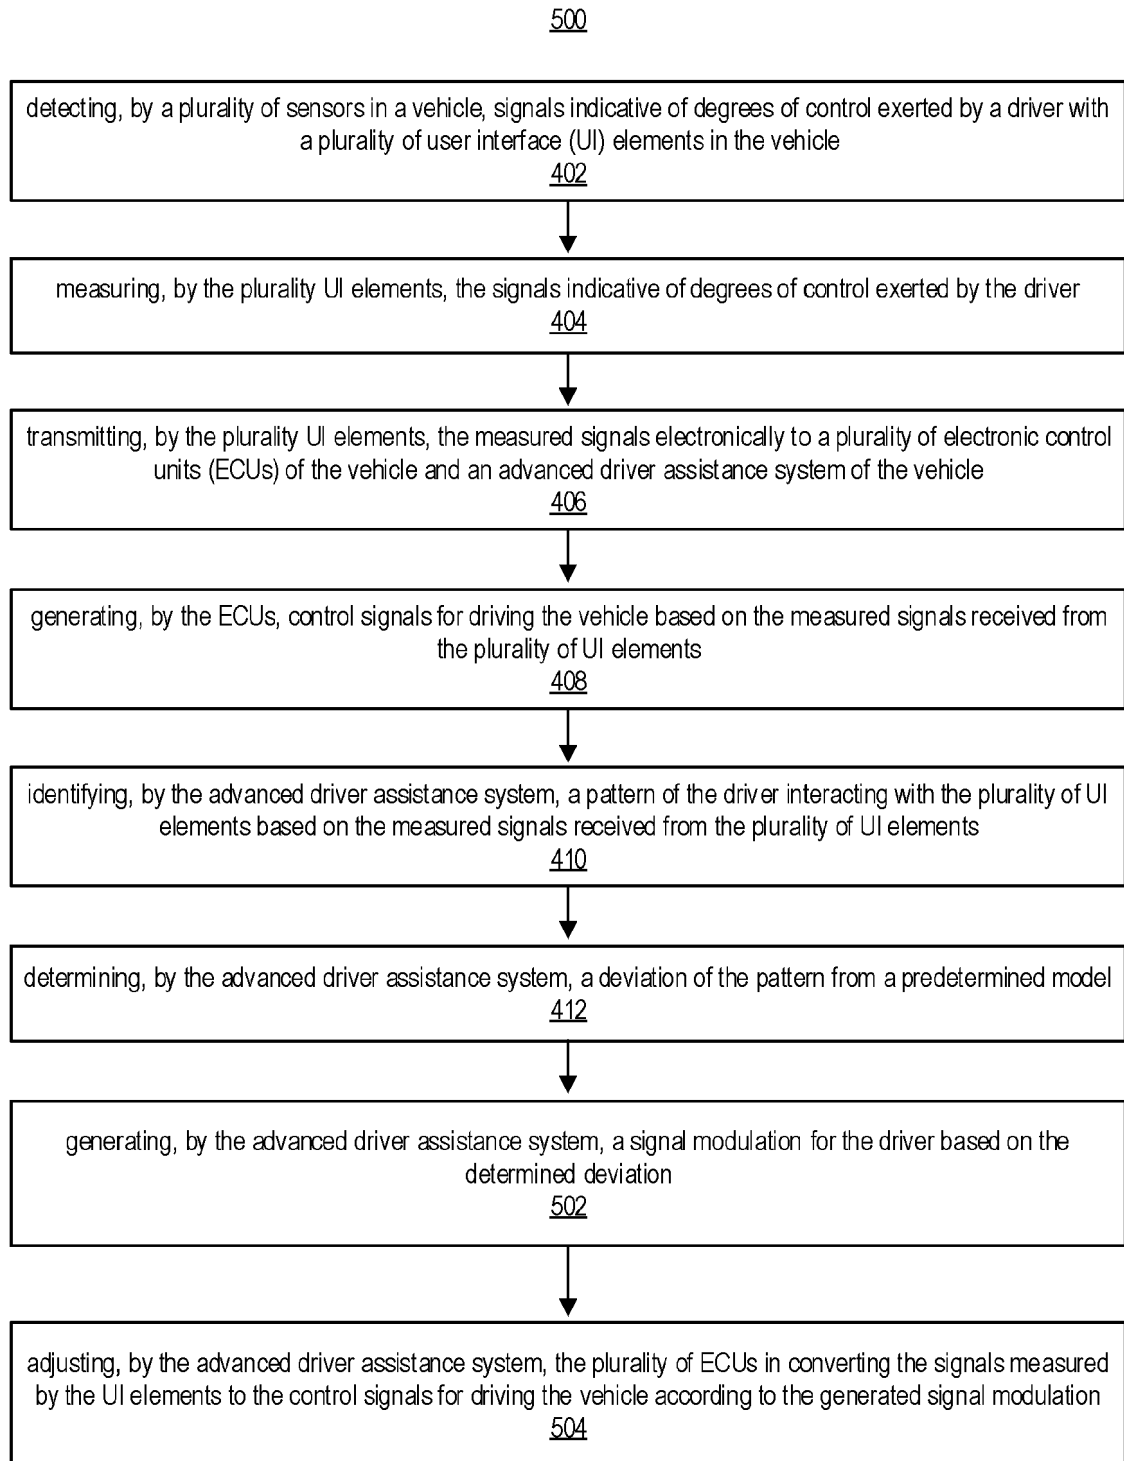 500
detecting, by a plurality of sensors in a vehicle, signals indicative of degrees of control exerted by a driver with
a plurality of user interface (UI) elements in the vehicle
402
measuring, by the plurality UI elements, the signals indicative of degrees of control exerted by the driver
404
transmitting, by the plurality UI elements, the measured signals electronically to a plurality of electronic control
units (ECUs) of the vehicle and an advanced driver assistance system of the vehicle
406
generating, by the ECUs, control signals for driving the vehicle based on the measured signals received from
the plurality of UI elements
408
identifying, by the advanced driver assistance system, a pattern of the driver interacting with the plurality of UI
elements based on the measured signals received from the plurality of UI elements
410
determining, by the advanced driver assistance system, a deviation of the pattern from a predetermined model
412
generating, by the advanced driver assistance system, a signal modulation for the driver based on the
determined deviation
502
adjusting, by the advanced driver assistance system, the plurality of ECUs in converting the signals measured
by the UI elements to the control signals for driving the vehicle according to the generated signal modulation
504